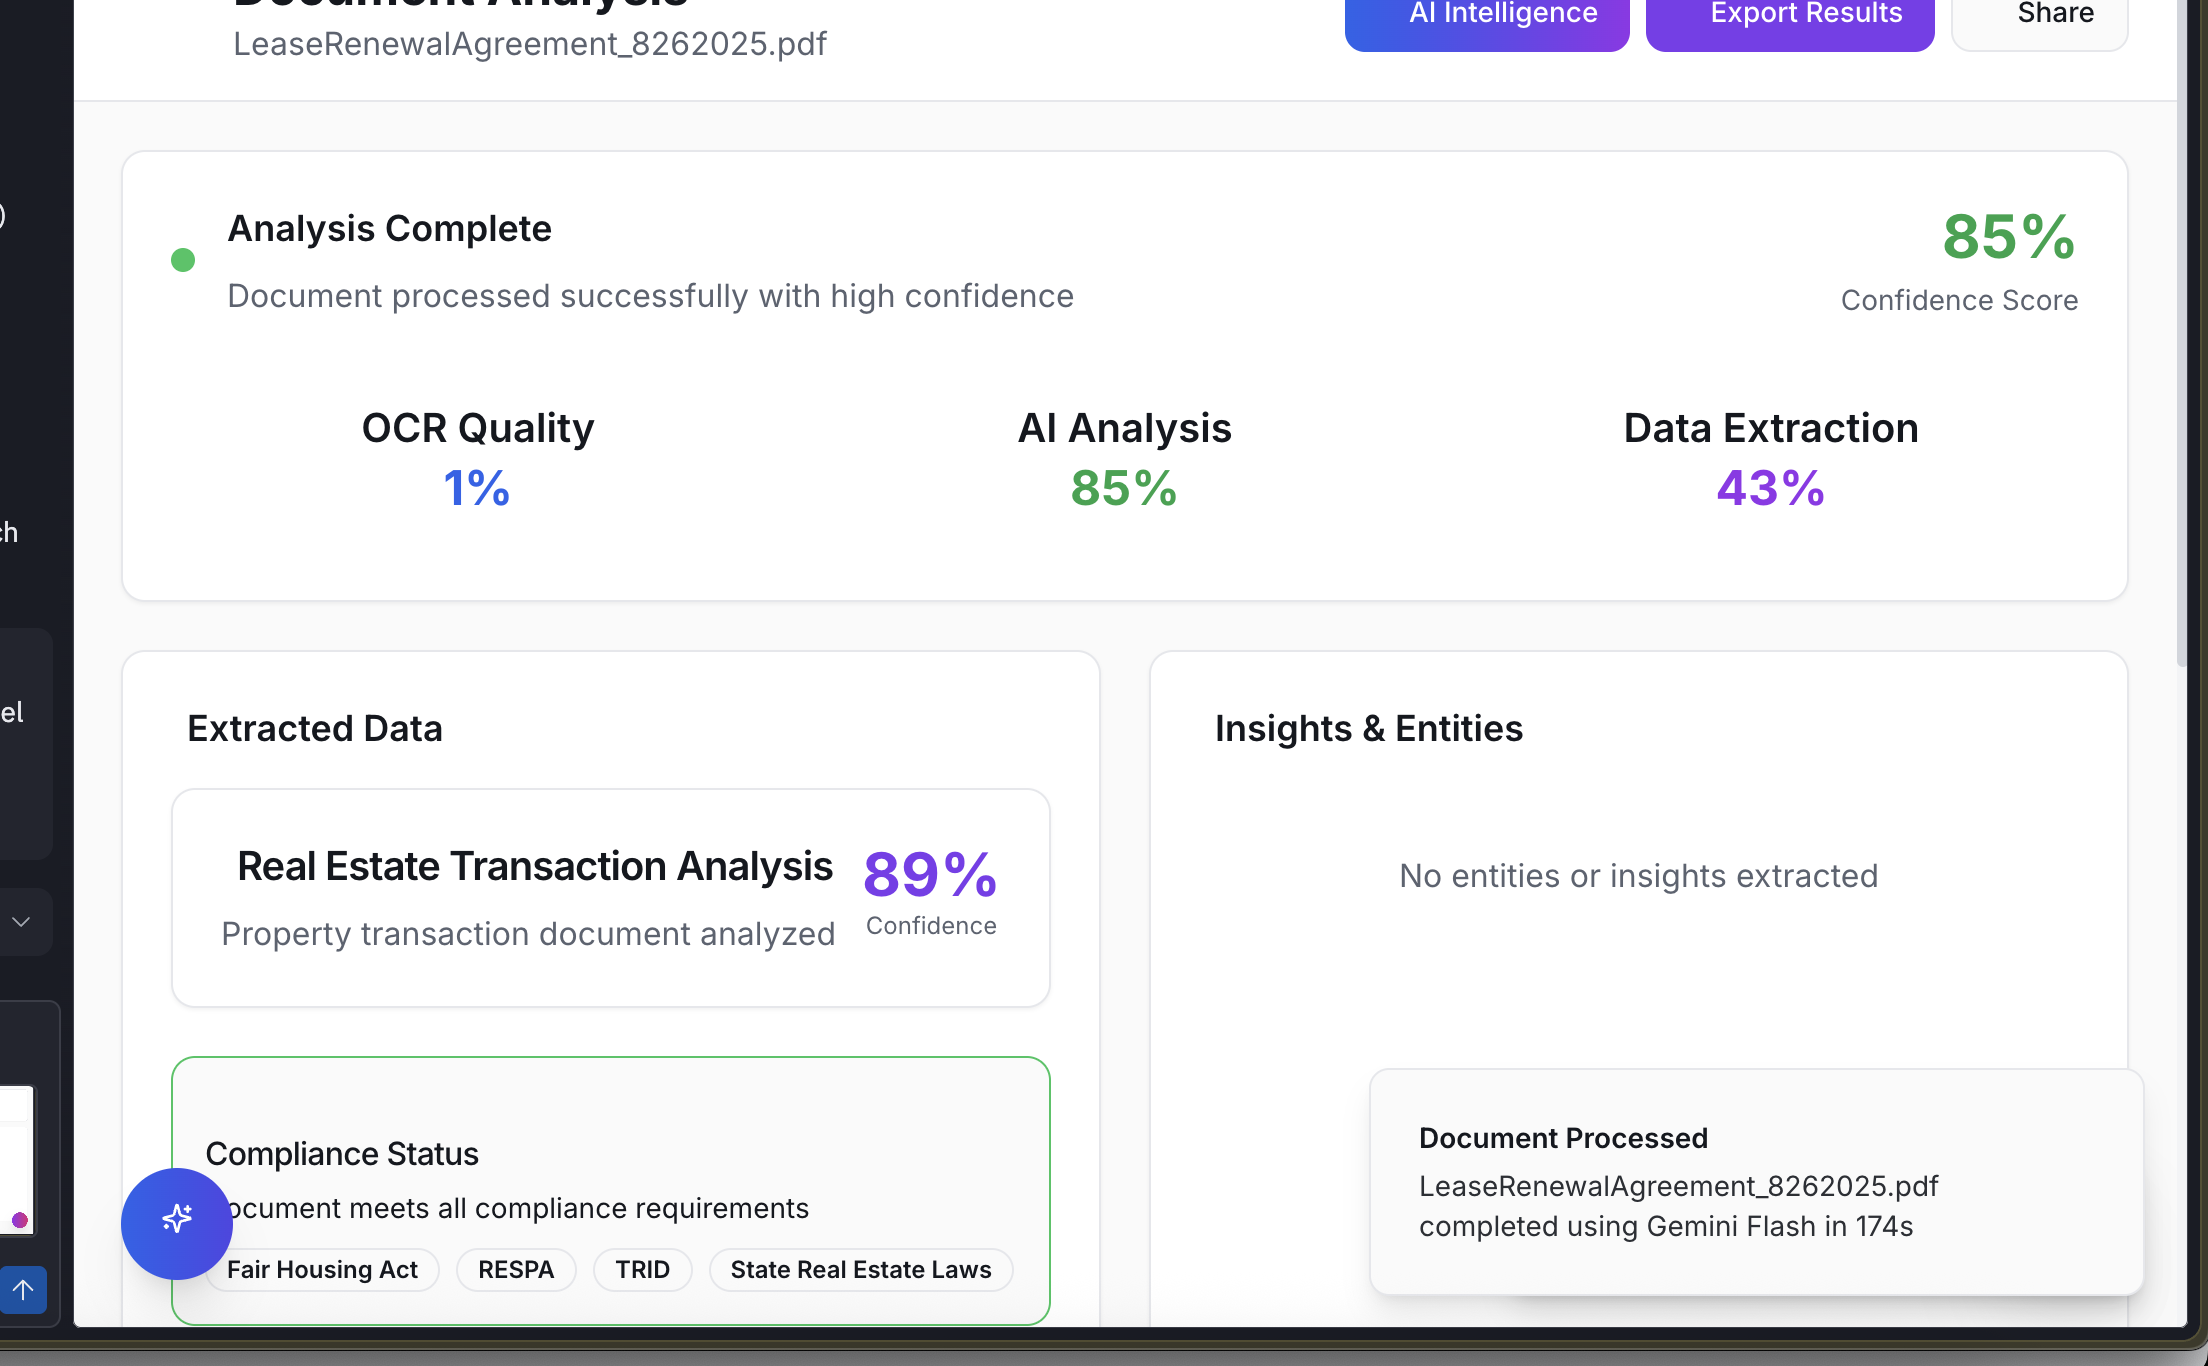 Document Analysis
LeaseRenewalAgreement_8262025.pdf
AI Intelligence
Export Results
Share
Analysis Complete
Document processed successfully with high confidence
85%
Confidence Score
OCR Quality
1%
AI Analysis
85%
Data Extraction
43%
ch
el
Extracted Data
Real Estate Transaction Analysis
Property transaction document analyzed
89%
Confidence
Compliance Status
ocument meets all compliance requirements
Fair Housing Act
RESPA
TRID
State Real Estate Laws
Insights & Entities
No entities or insights extracted
Document Processed
LeaseRenewalAgreement_8262025.pdf
completed using Gemini Flash in 174s